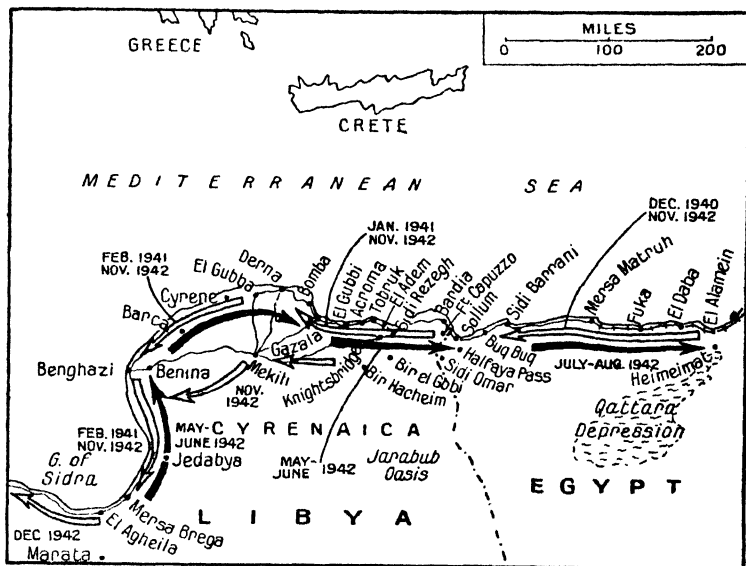 GREECE
MILES
0 100 200
CRETE
MEDITERRANEAN SEA
DEC. 1940
NOV. 1942
JAN. 1941
NOV. 1942
FEB. 1941
NOV. 1942
El Gubba
Derna
Bomba
El Gubbi
Acroma
Tobruk
El Adem
Sidi Rezegh
Bardia
Ft Capuzzo
Sollum
Sidi Barrani
Mersa Matruh
Fuka
El Daba
El Alamein
Cyrene
Barca
Gazala
Benghazi
Benina
Mekili
Knightsbridge
Bir Hacheim
Bir el Gobi
Sidi Omar
Halfaya Pass
Buq Buq
JULY-AUG. 1942
Heimeimat
NOV.
1942
Qattara
Depression
FEB. 1941
NOV. 1942
MAY-
JUNE 1942
CYRENAICA
MAY-
JUNE 1942
Jarabub
Oasis
Jedabya
G. of
Sidra
EGYPT
LIBYA
Mersa Brega
El Agheila
DEC 1942
Marata